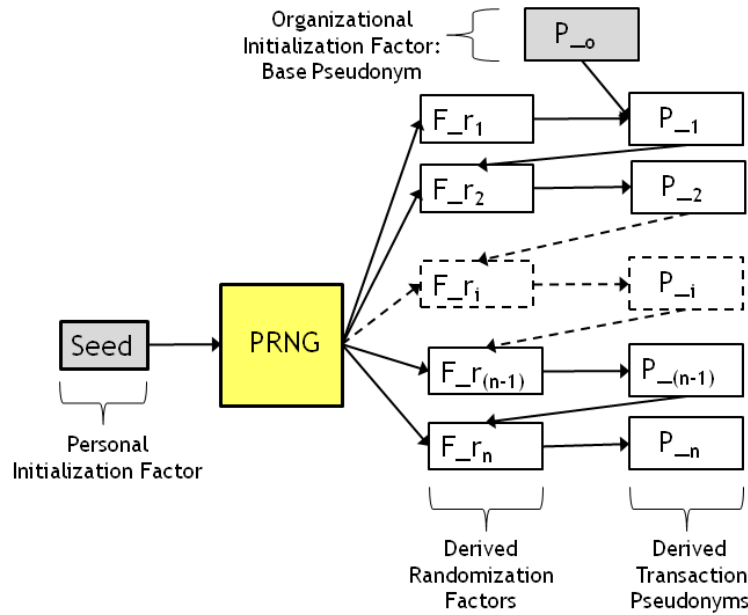 Organizational
Initialization Factor:
Base Pseudonym
P_₀
F_r₁
P_₁
F_r₂
P_₂
F_rᵢ
P_ᵢ
Seed
PRNG
F_r₍ₙ₋₁₎
P_₍ₙ₋₁₎
F_rₙ
P_ₙ
Personal
Initialization Factor
Derived
Randomization
Factors
Derived
Transaction
Pseudonyms